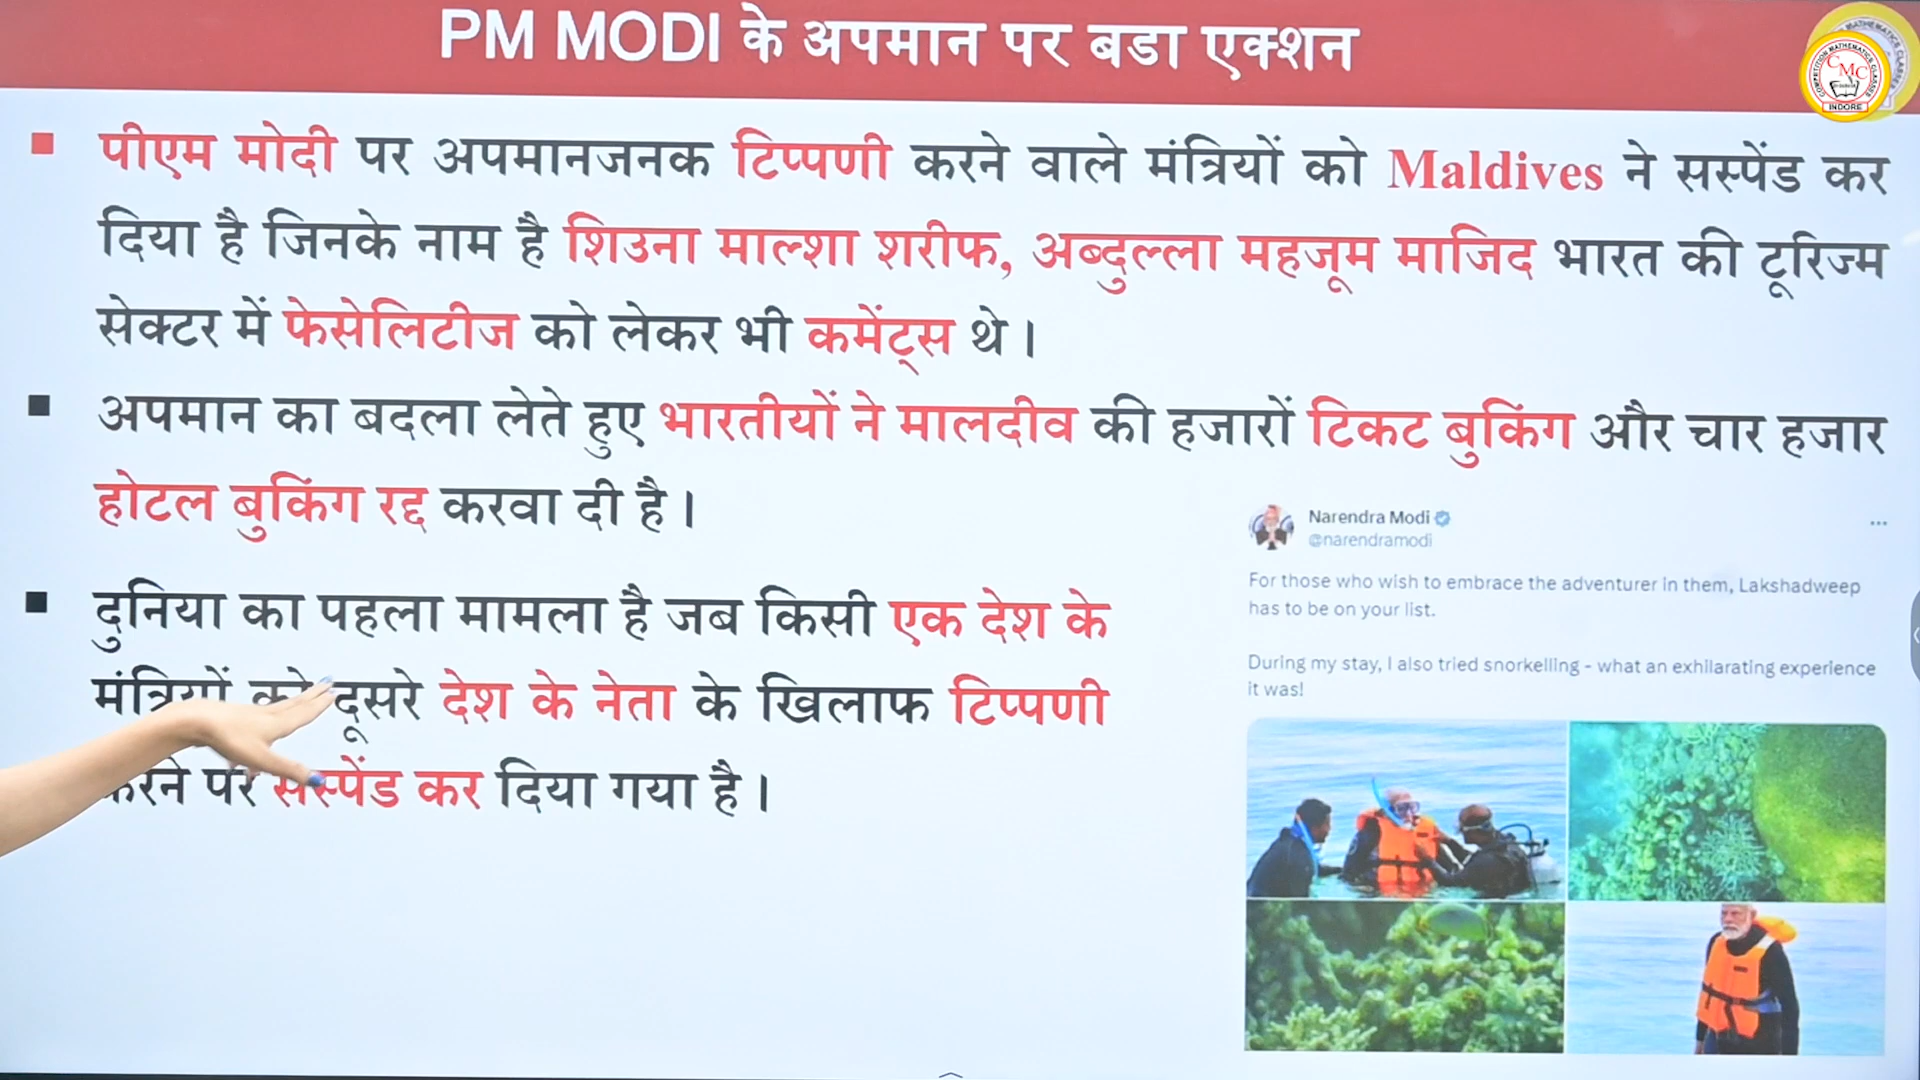 PM MODI के अपमान पर बडा एक्शन
COMPETITION MATHEMATICS CLASSES
CMC
INDORE
▪ पीएम मोदी पर अपमानजनक टिप्पणी करने वाले मंत्रियों को Maldives ने सस्पेंड कर
दिया है जिनके नाम है शिउना माल्शा शरीफ, अब्दुल्ला महजूम माजिद भारत की टूरिज्म
सेक्टर में फेसेलिटीज को लेकर भी कमेंट्स थे ।
▪ अपमान का बदला लेते हुए भारतीयों ने मालदीव की हजारों टिकट बुकिंग और चार हजार
होटल बुकिंग रद्द करवा दी है ।
▪ दुनिया का पहला मामला है जब किसी एक देश के
मंत्रियों को दूसरे देश के नेता के खिलाफ टिप्पणी
करने पर सस्पेंड कर दिया गया है ।
Narendra Modi
@narendramodi
For those who wish to embrace the adventurer in them, Lakshadweep
has to be on your list.
During my stay, I also tried snorkelling - what an exhilarating experience
it was!